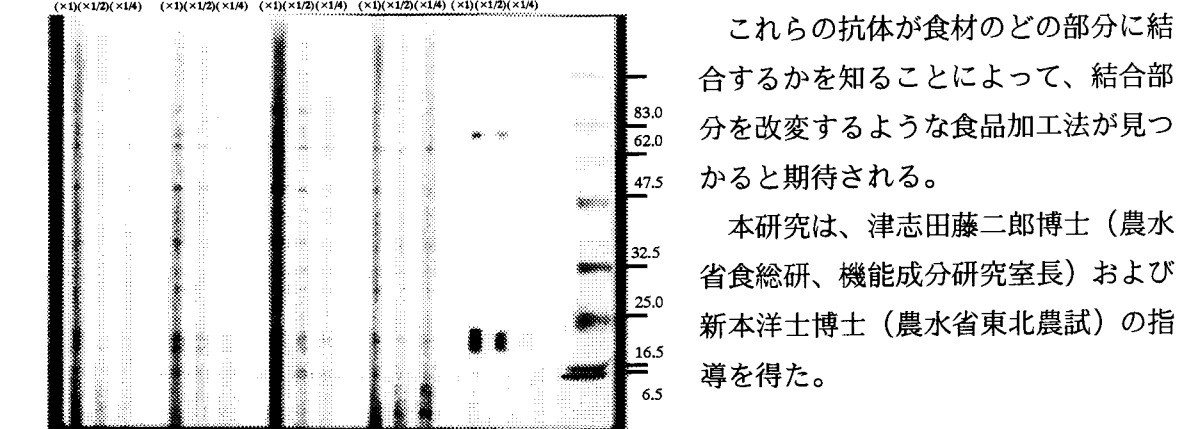 (×1)(×1/2)(×1/4) (×1)(×1/2)(×1/4) (×1)(×1/2)(×1/4) (×1)(×1/2)(×1/4)
83.0
62.0
47.5
32.5
25.0
16.5
6.5
これらの抗体が食材のどの部分に結
合するかを知ることによって、結合部
分を改変するような食品加工法が見つ
かると期待される。
本研究は、津志田藤二郎博士（農水
省食総研、機能成分研究室長）および
新本洋士博士（農水省東北農試）の指
導を得た。